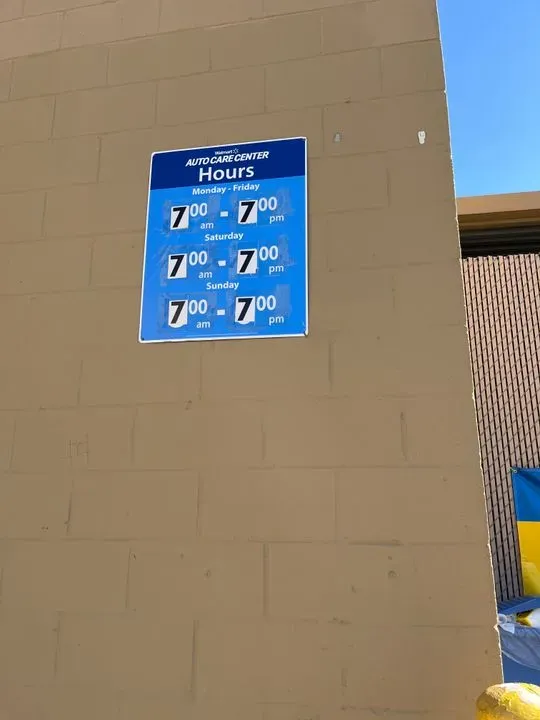 Walmart
AUTO CARE CENTER
Hours
Monday - Friday
7:00 am - 7:00 pm
Saturday
7:00 am - 7:00 pm
Sunday
7:00 am - 7:00 pm